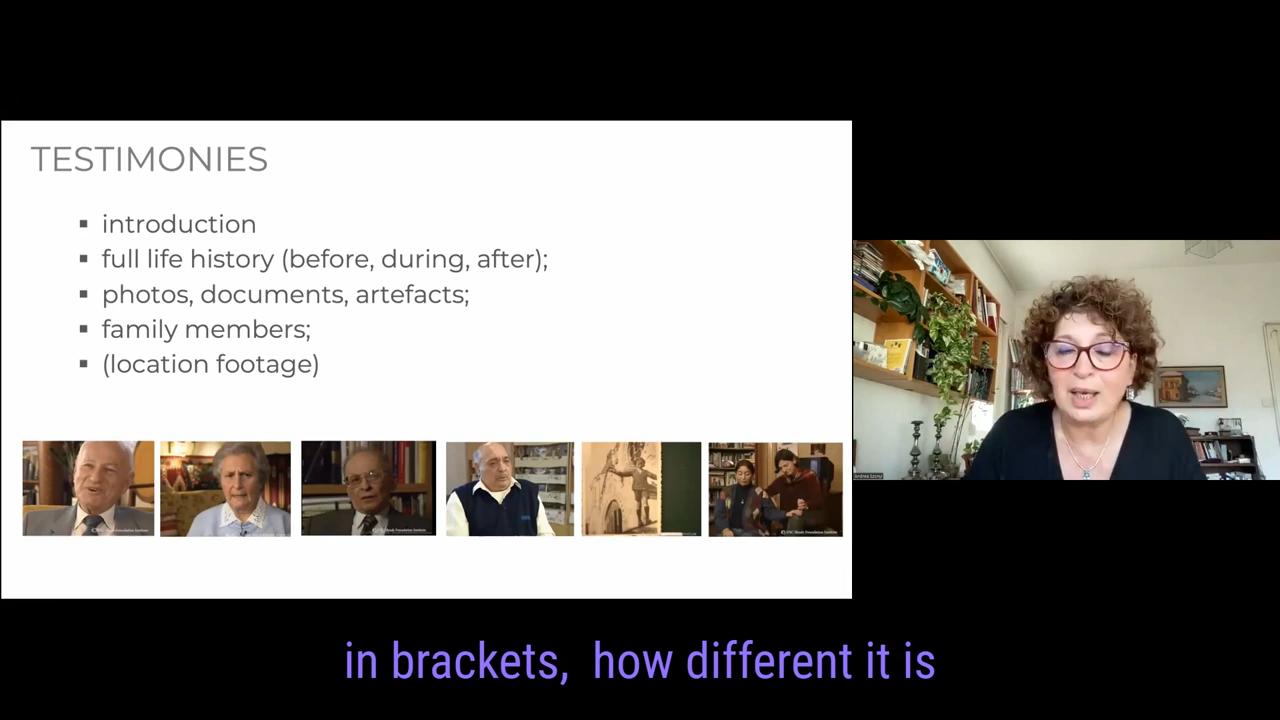 TESTIMONIES
▪ introduction
▪ full life history (before, during, after);
▪ photos, documents, artefacts;
▪ family members;
▪ (location footage)
in brackets, how different it is